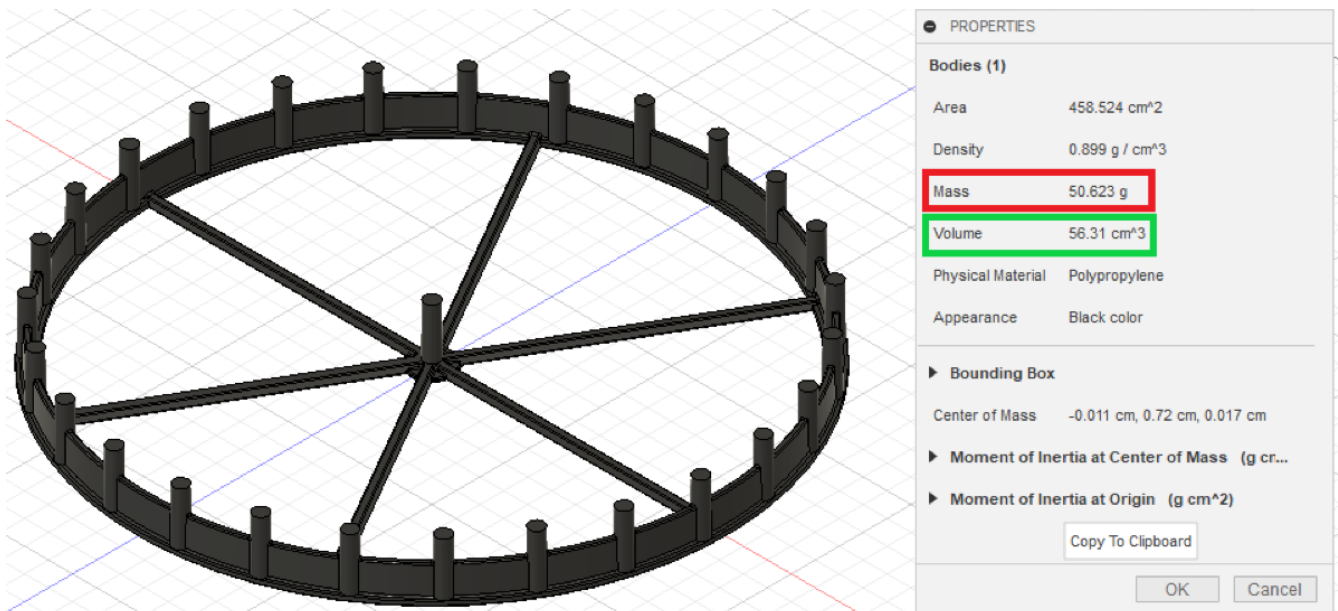 PROPERTIES
Bodies (1)
Area 458.524 cm^2
Density 0.899 g / cm^3
Mass 50.623 g
Volume 56.31 cm^3
Physical Material Polypropylene
Appearance Black color
Bounding Box
Center of Mass -0.011 cm, 0.72 cm, 0.017 cm
Moment of Inertia at Center of Mass (g cr...
Moment of Inertia at Origin (g cm^2)
Copy To Clipboard
OK Cancel